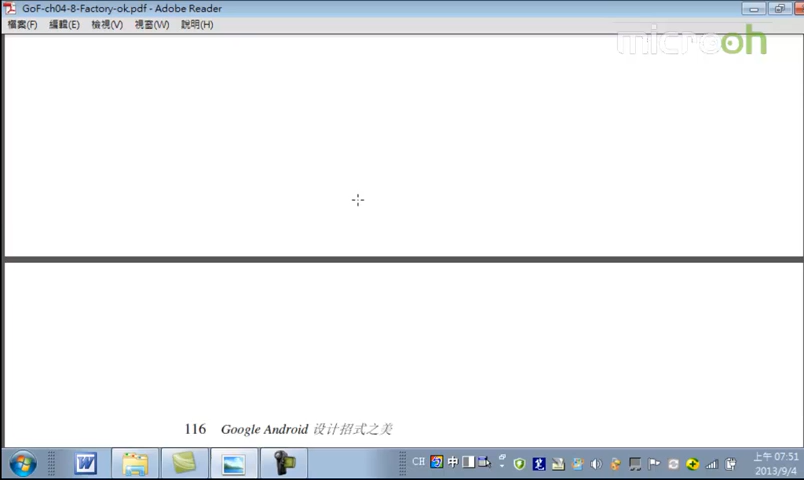 GoF-ch04-8-Factory-ok.pdf - Adobe Reader
檔案(F) 編輯(E) 檢視(V) 視窗(W) 說明(H)
microoh
116 Google Android 设计招式之美
CH 中
上午 07:51
2013/9/4